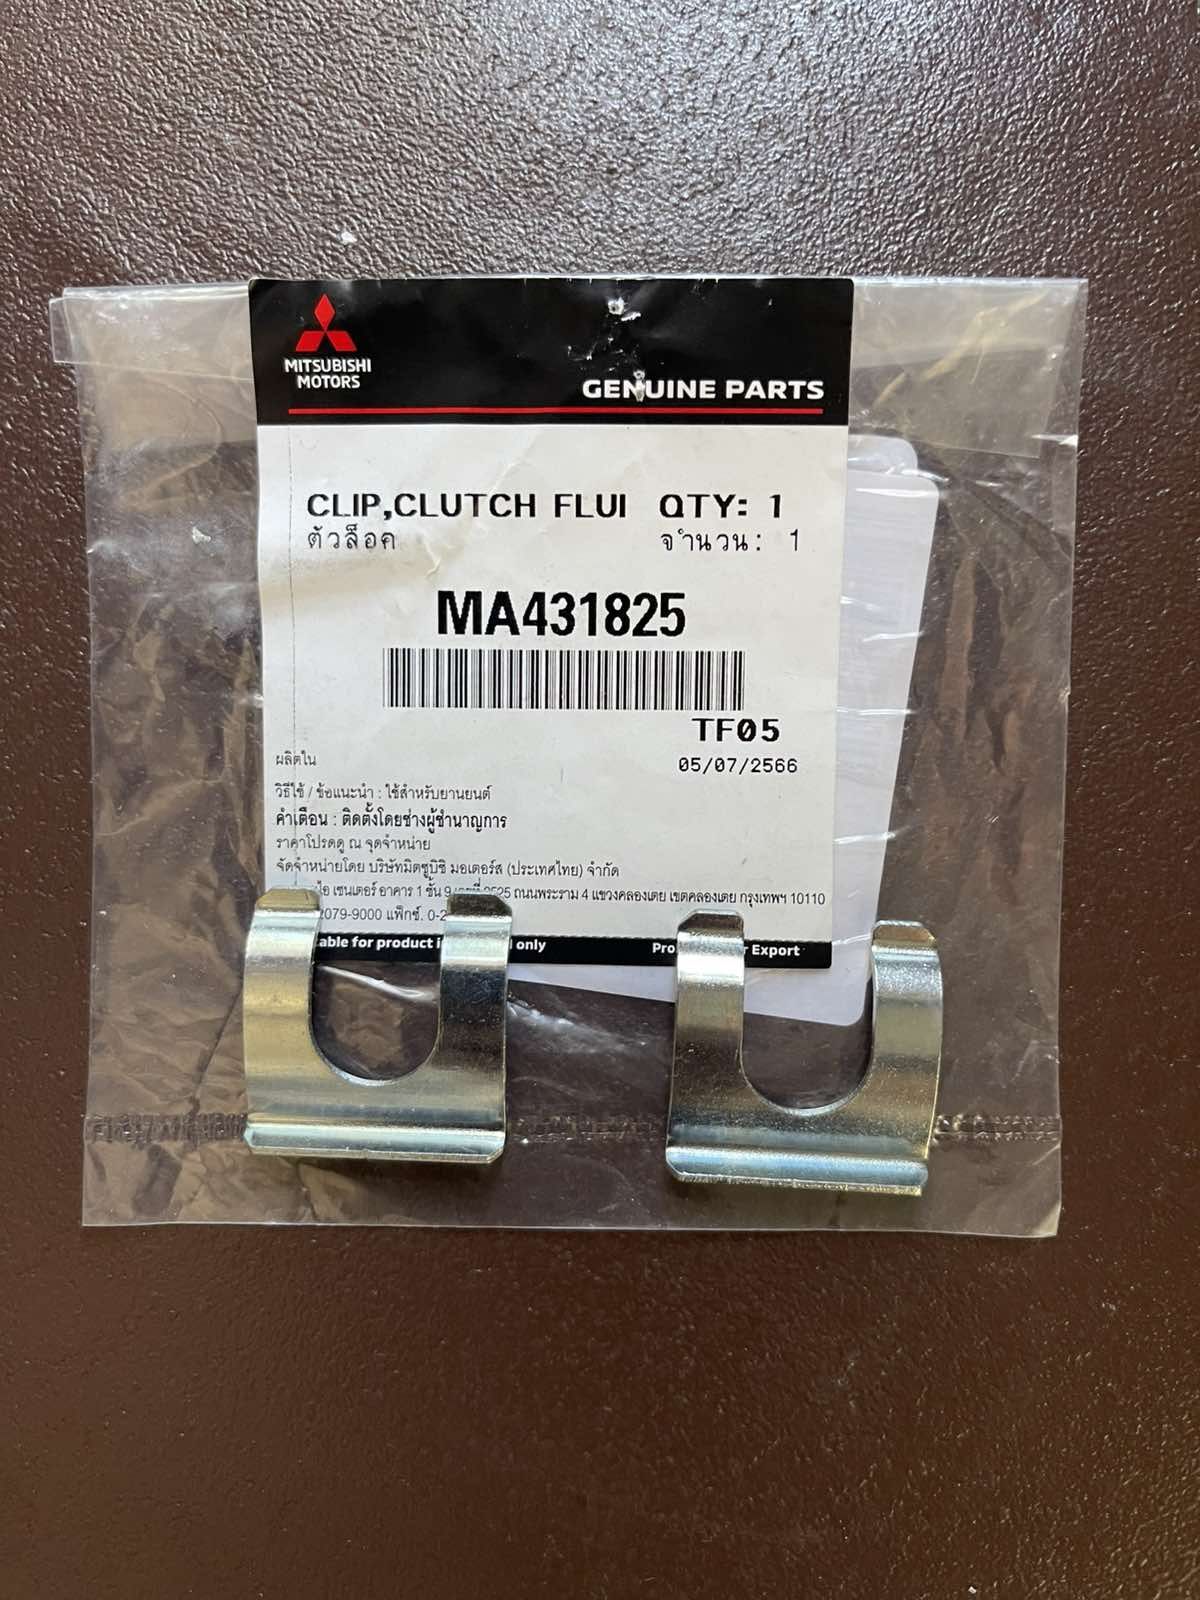 MITSUBISHI
MOTORS
GENUINE PARTS
CLIP,CLUTCH FLUI QTY: 1
ตัวล็อค จำนวน: 1
MA431825
TF05
ผลิตใน
05/07/2566
วิธีใช้ / ข้อแนะนำ : ใช้สำหรับยานยนต์
คำเตือน : ติดตั้งโดยช่างผู้ชำนาญการ
ราคาโปรดดู ณ จุดจำหน่าย
จัดจำหน่ายโดย บริษัทมิตซูบิชิ มอเตอร์ส (ประเทศไทย) จำกัด
เซนเตอร์ อาคาร 1 ชั้น 9 ถนนพระราม 4 แขวงคลองเตย เขตคลองเตย กรุงเทพฯ 10110
2079-9000 แฟ็กซ์. 0-2
for product only Export